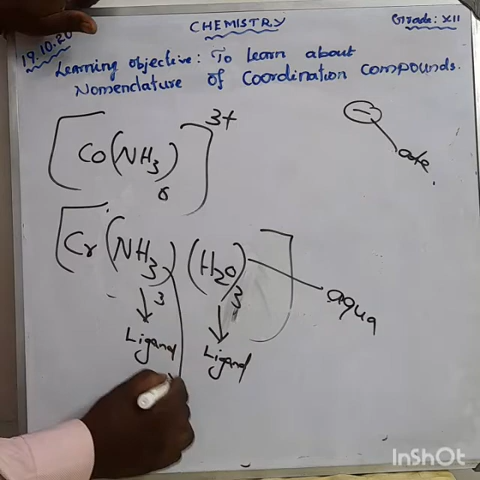 19.10.20
CHEMISTRY
Grade: XII
Learning objective: To learn about
Nomenclature of Coordination compounds.
[Co(NH3)6]3+
−
ate.
[Cr(NH3)3(H2O)3]
aqua
Ligand
Ligand
InShOt